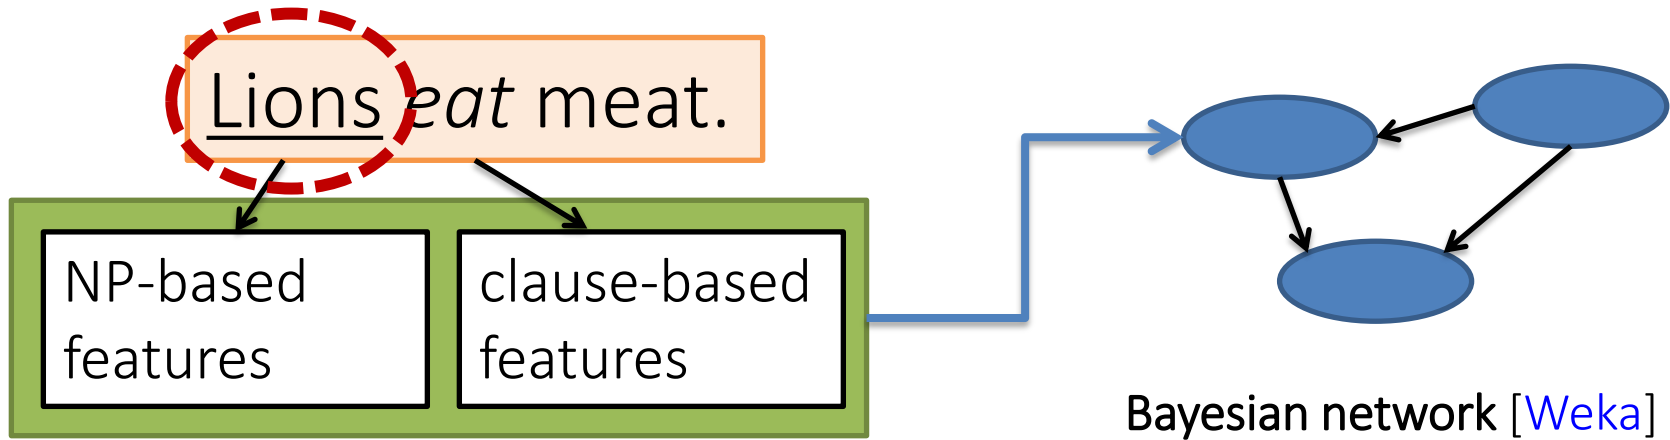 Lions eat meat.
NP-based
features
clause-based
features
Bayesian network [Weka]